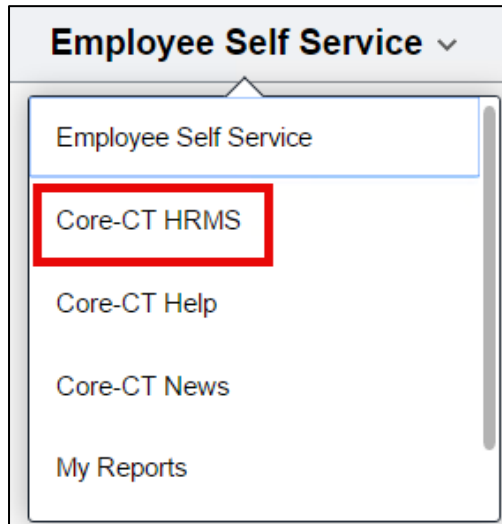 Employee Self Service
Employee Self Service
Core-CT HRMS
Core-CT Help
Core-CT News
My Reports